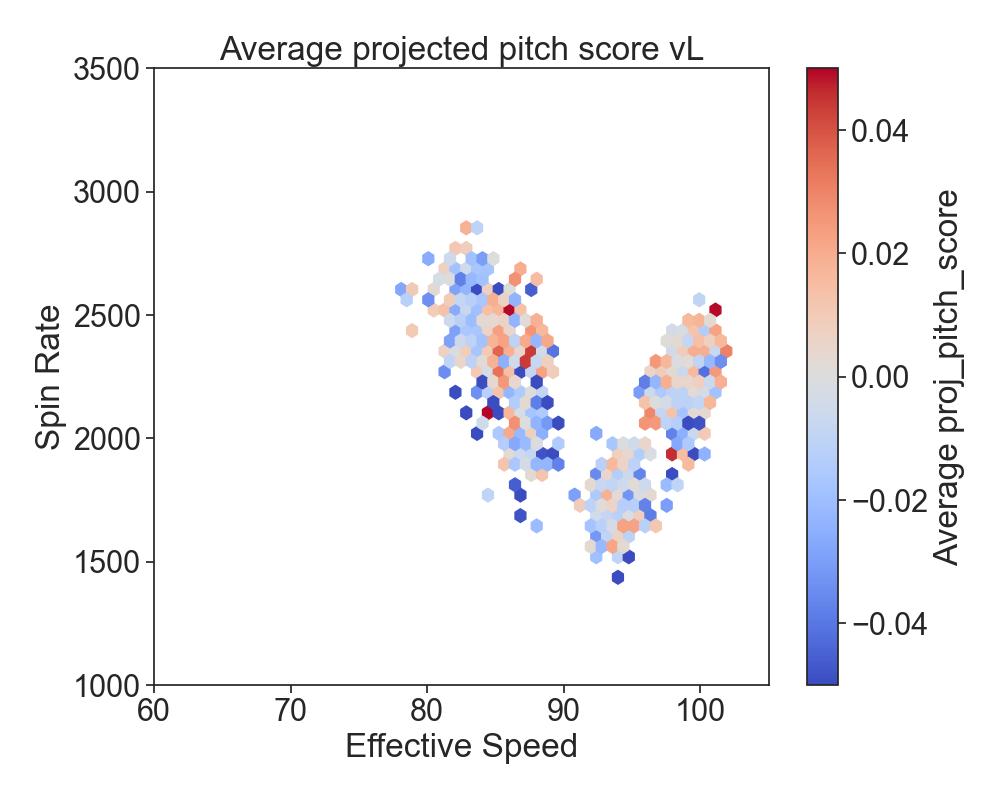 Average projected pitch score vL
3500
3000
2500
2000
1500
1000
Spin Rate
60 70 80 90 100
Effective Speed
0.04
0.02
0.00
−0.02
−0.04
Average proj_pitch_score